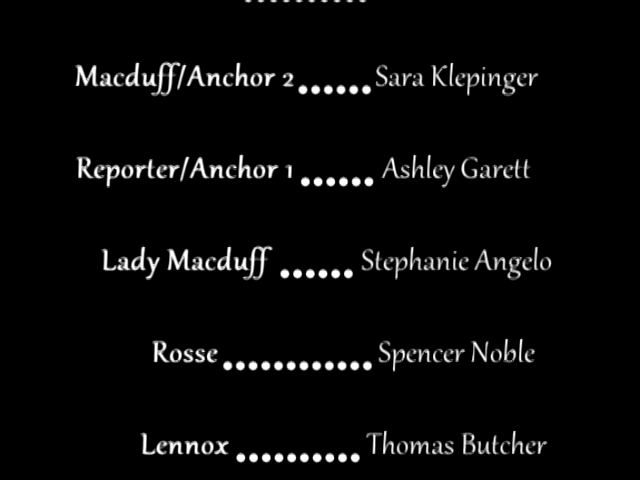 Macduff/Anchor 2......Sara Klepinger
Reporter/Anchor 1......Ashley Garett
Lady Macduff......Stephanie Angelo
Rosse............Spencer Noble
Lennox..........Thomas Butcher